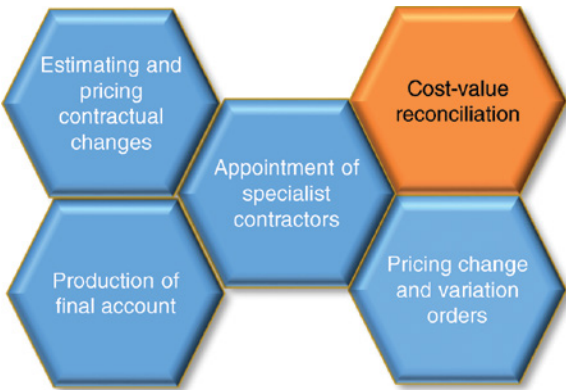 Estimating and
pricing
contractual
changes
Cost-value
reconciliation
Appointment of
specialist
contractors
Production of
final account
Pricing change
and variation
orders